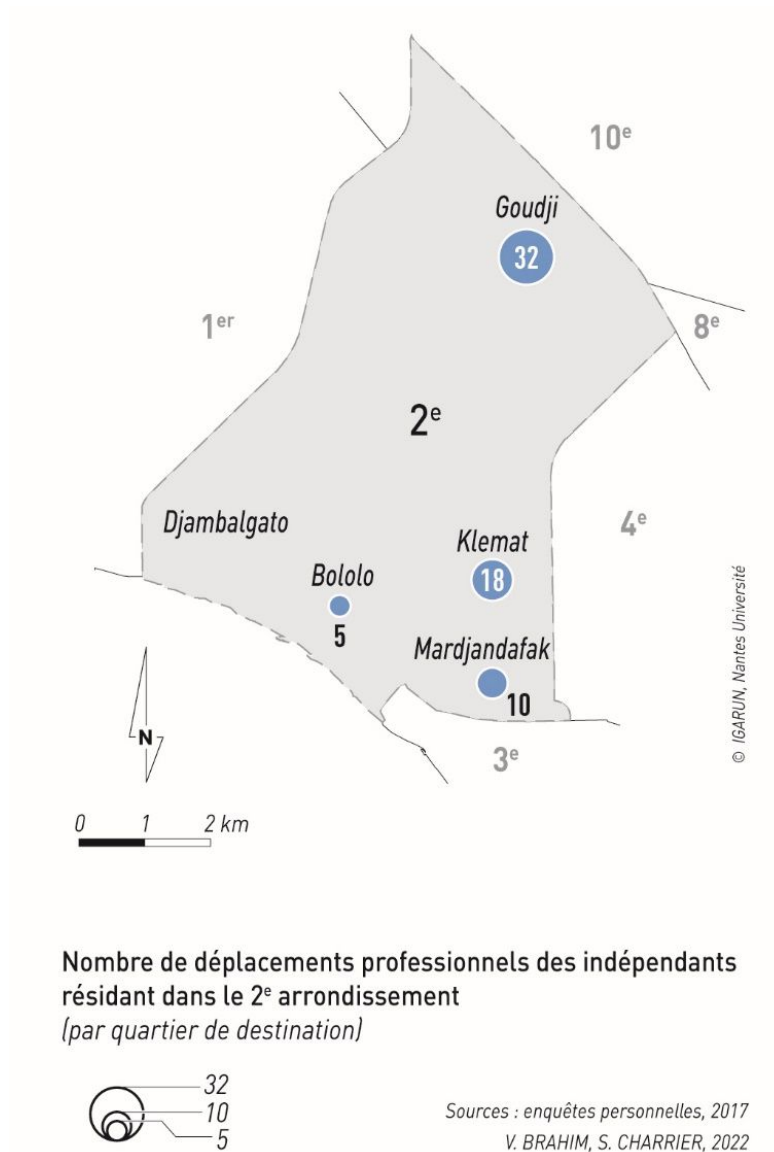 10e
Goudji
32
1er
8e
2e
Djambalgato
4e
Klemat
Bololo
18
5
Mardjandafak
10
N
3e
© IGARUN, Nantes Université
0 1 2 km
Nombre de déplacements professionnels des indépendants
résidant dans le 2e arrondissement
(par quartier de destination)
32
10
5
Sources : enquêtes personnelles, 2017
V. BRAHIM, S. CHARRIER, 2022